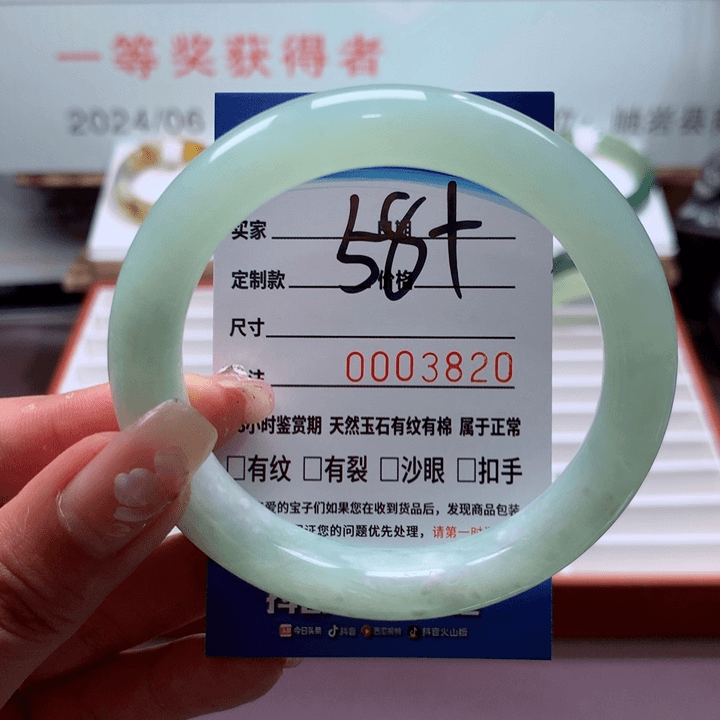 一等奖获得者
2024/06
买家
58+
定制款
价格
尺寸
0003820
小时鉴赏期 天然玉石有纹有棉 属于正常
□有纹 □有裂 □沙眼 □扣手
爱的宝子们如果您在收到货品后，发现商品包装
证您的问题优先处理，请第一时
今日头条 抖音 西瓜视频 抖音火山版